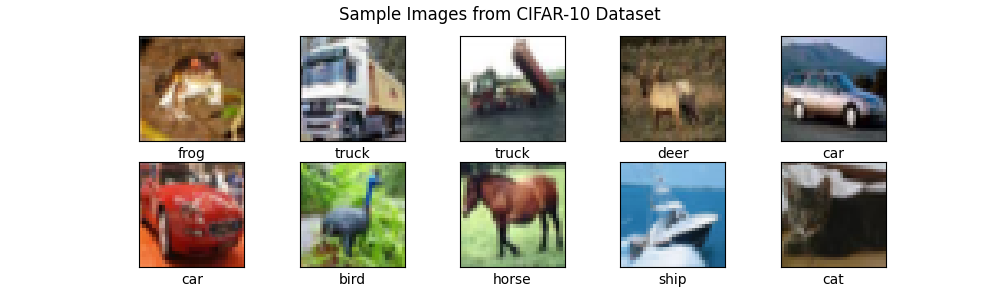 Sample Images from CIFAR-10 Dataset
frog truck truck deer car
car bird horse ship cat